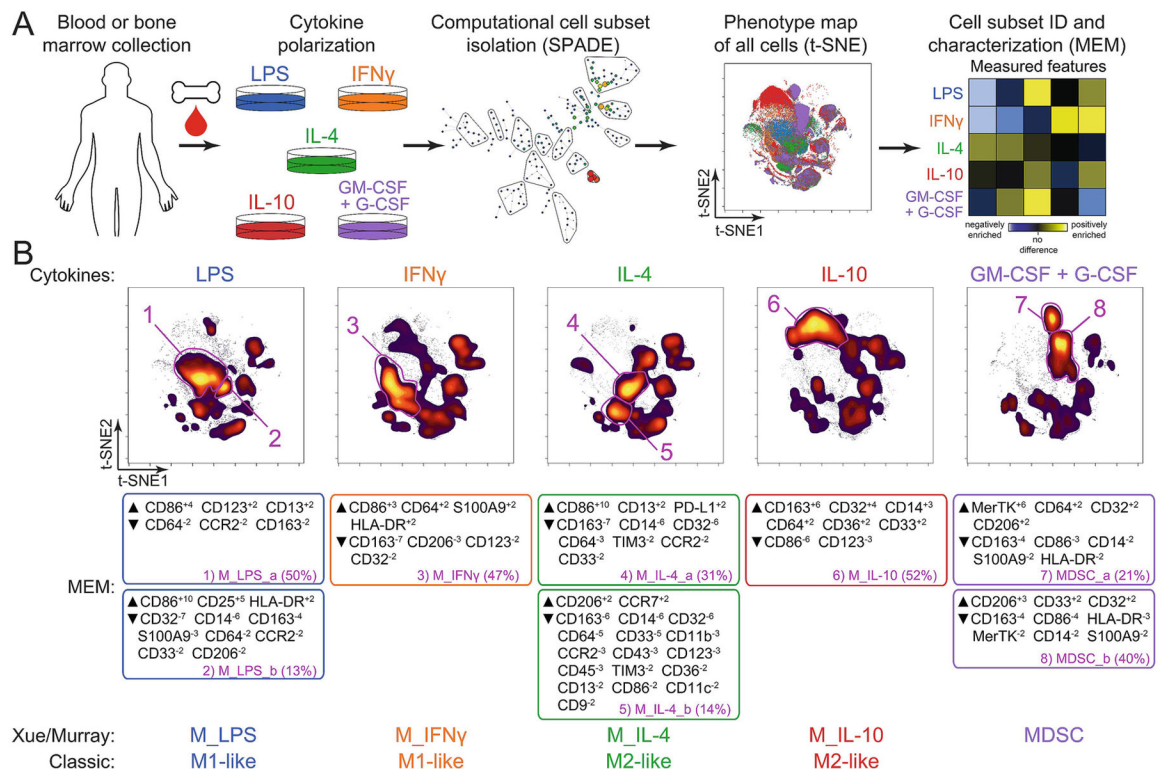 A
Blood or bone
marrow collection
Cytokine
polarization
LPS
IFNγ
IL-4
IL-10
GM-CSF
+ G-CSF
Computational cell subset
isolation (SPADE)
Phenotype map
of all cells (t-SNE)
t-SNE2
t-SNE1
Cell subset ID and
characterization (MEM)
Measured features
LPS
IFNγ
IL-4
IL-10
GM-CSF
+ G-CSF
negatively
enriched
no
difference
positively
enriched
B
Cytokines:
LPS
IFNγ
IL-4
IL-10
GM-CSF + G-CSF
1
2
3
4
5
6
7
8
t-SNE2
t-SNE1
MEM:
▲CD86+4 CD123+2 CD13+2
▼CD64-2 CCR2-2 CD163-2
1) M_LPS_a (50%)
▲CD86+10 CD25+5 HLA-DR+2
▼CD32-7 CD14-6 CD163-4
S100A9-3 CD64-2 CCR2-2
CD33-2 CD206-2
2) M_LPS_b (13%)
▲CD86+3 CD64+2 S100A9+2
HLA-DR+2
▼CD163-7 CD206-3 CD123-2
CD32-2
3) M_IFNγ (47%)
▲CD86+10 CD13+2 PD-L1+2
▼CD163-7 CD14-6 CD32-6
CD64-3 TIM3-2 CCR2-2
CD33-2
4) M_IL-4_a (31%)
▲CD206+2 CCR7+2
▼CD163-6 CD14-6 CD32-6
CD64-5 CD33-5 CD11b-3
CCR2-3 CD43-3 CD123-3
CD45-3 TIM3-2 CD36-2
CD13-2 CD86-2 CD11c-2
CD9-2
5) M_IL-4_b (14%)
▲CD163+6 CD32+4 CD14+3
CD64+2 CD36+2 CD33+2
▼CD86-6 CD123-3
6) M_IL-10 (52%)
▲MerTK+6 CD64+2 CD32+2
CD206+2
▼CD163-4 CD86-3 CD14-2
S100A9-2 HLA-DR-2
7) MDSC_a (21%)
▲CD206+3 CD33+2 CD32+2
▼CD163-4 CD86-4 HLA-DR-3
MerTK-2 CD14-2 S100A9-2
8) MDSC_b (40%)
Xue/Murray:
M_LPS
M_IFNγ
M_IL-4
M_IL-10
MDSC
Classic:
M1-like
M1-like
M2-like
M2-like